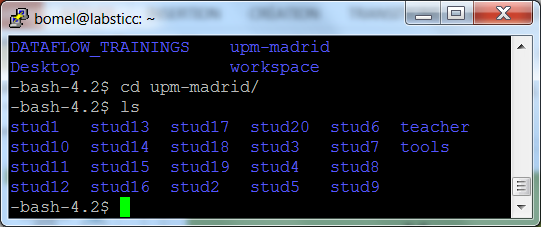 bomel@labsticc: ~
DATAFLOW_TRAININGS    upm-madrid
Desktop               workspace
-bash-4.2$ cd upm-madrid/
-bash-4.2$ ls
stud1   stud13  stud17  stud20  stud6  teacher
stud10  stud14  stud18  stud3   stud7  tools
stud11  stud15  stud19  stud4   stud8
stud12  stud16  stud2   stud5   stud9
-bash-4.2$